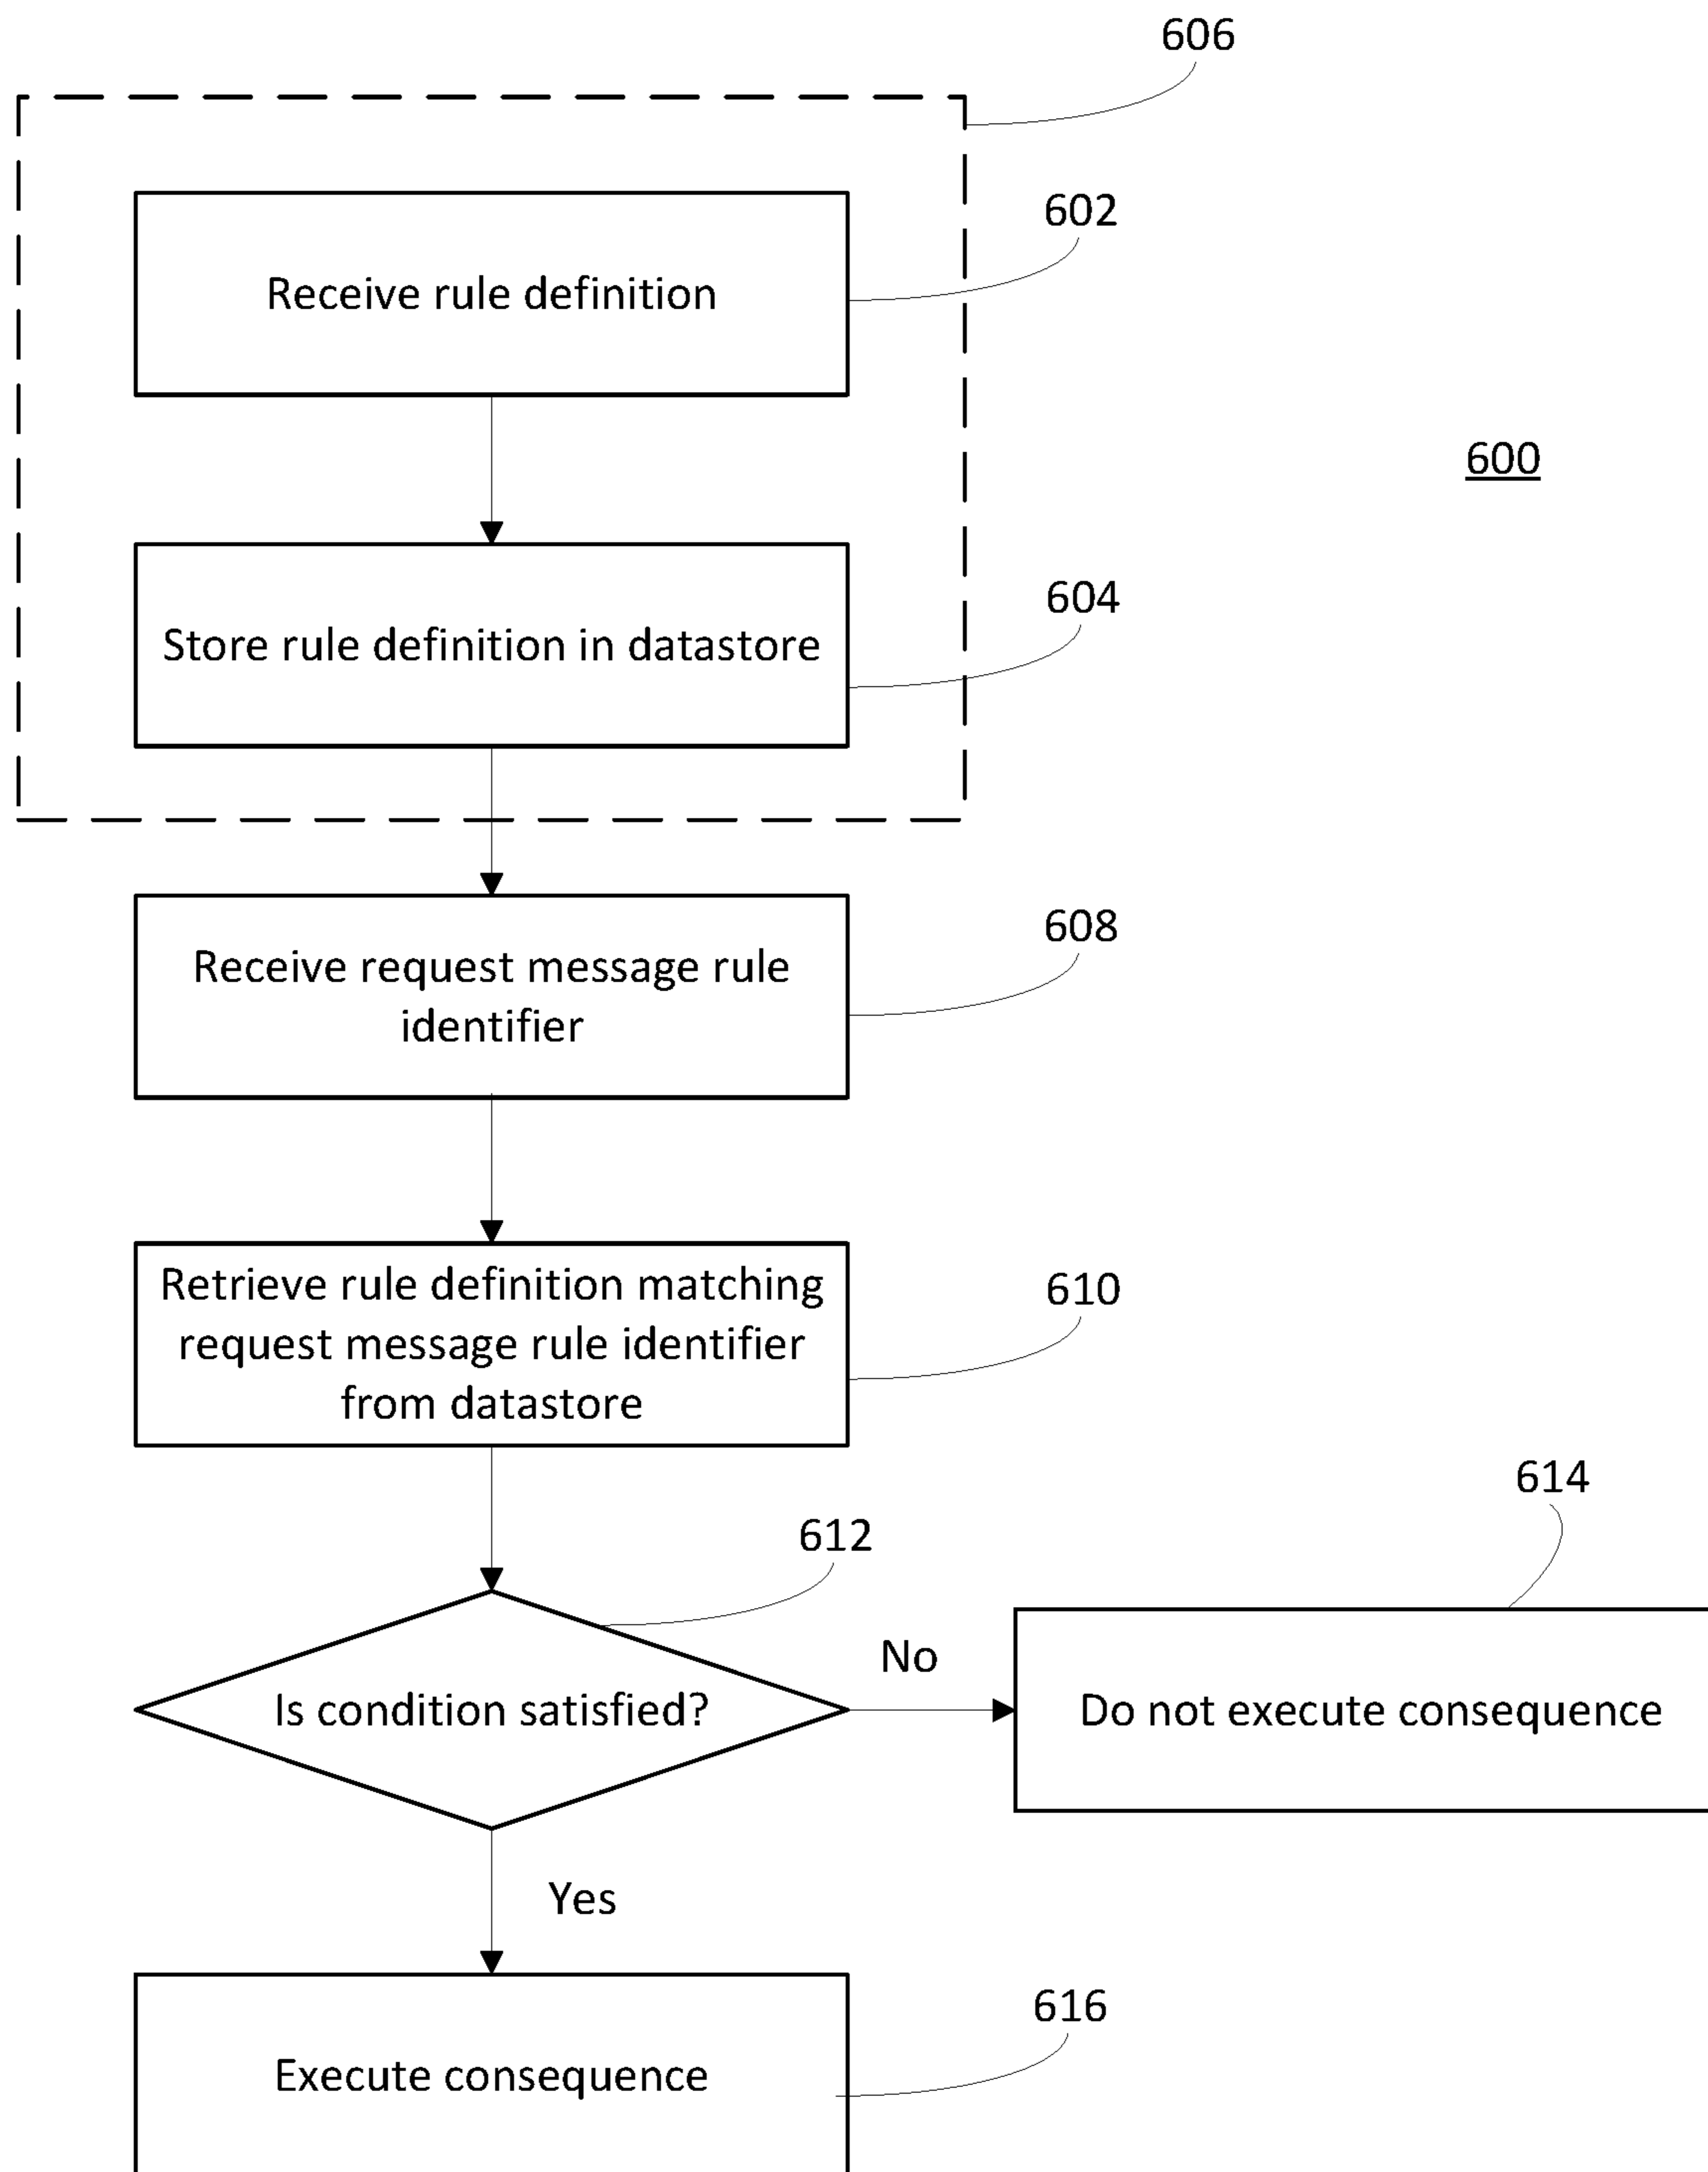 606
602
Receive rule definition
600
604
Store rule definition in datastore
608
Receive request message rule
identifier
610
Retrieve rule definition matching
request message rule identifier
from datastore
614
612
No
Is condition satisfied?
Do not execute consequence
Yes
616
Execute consequence